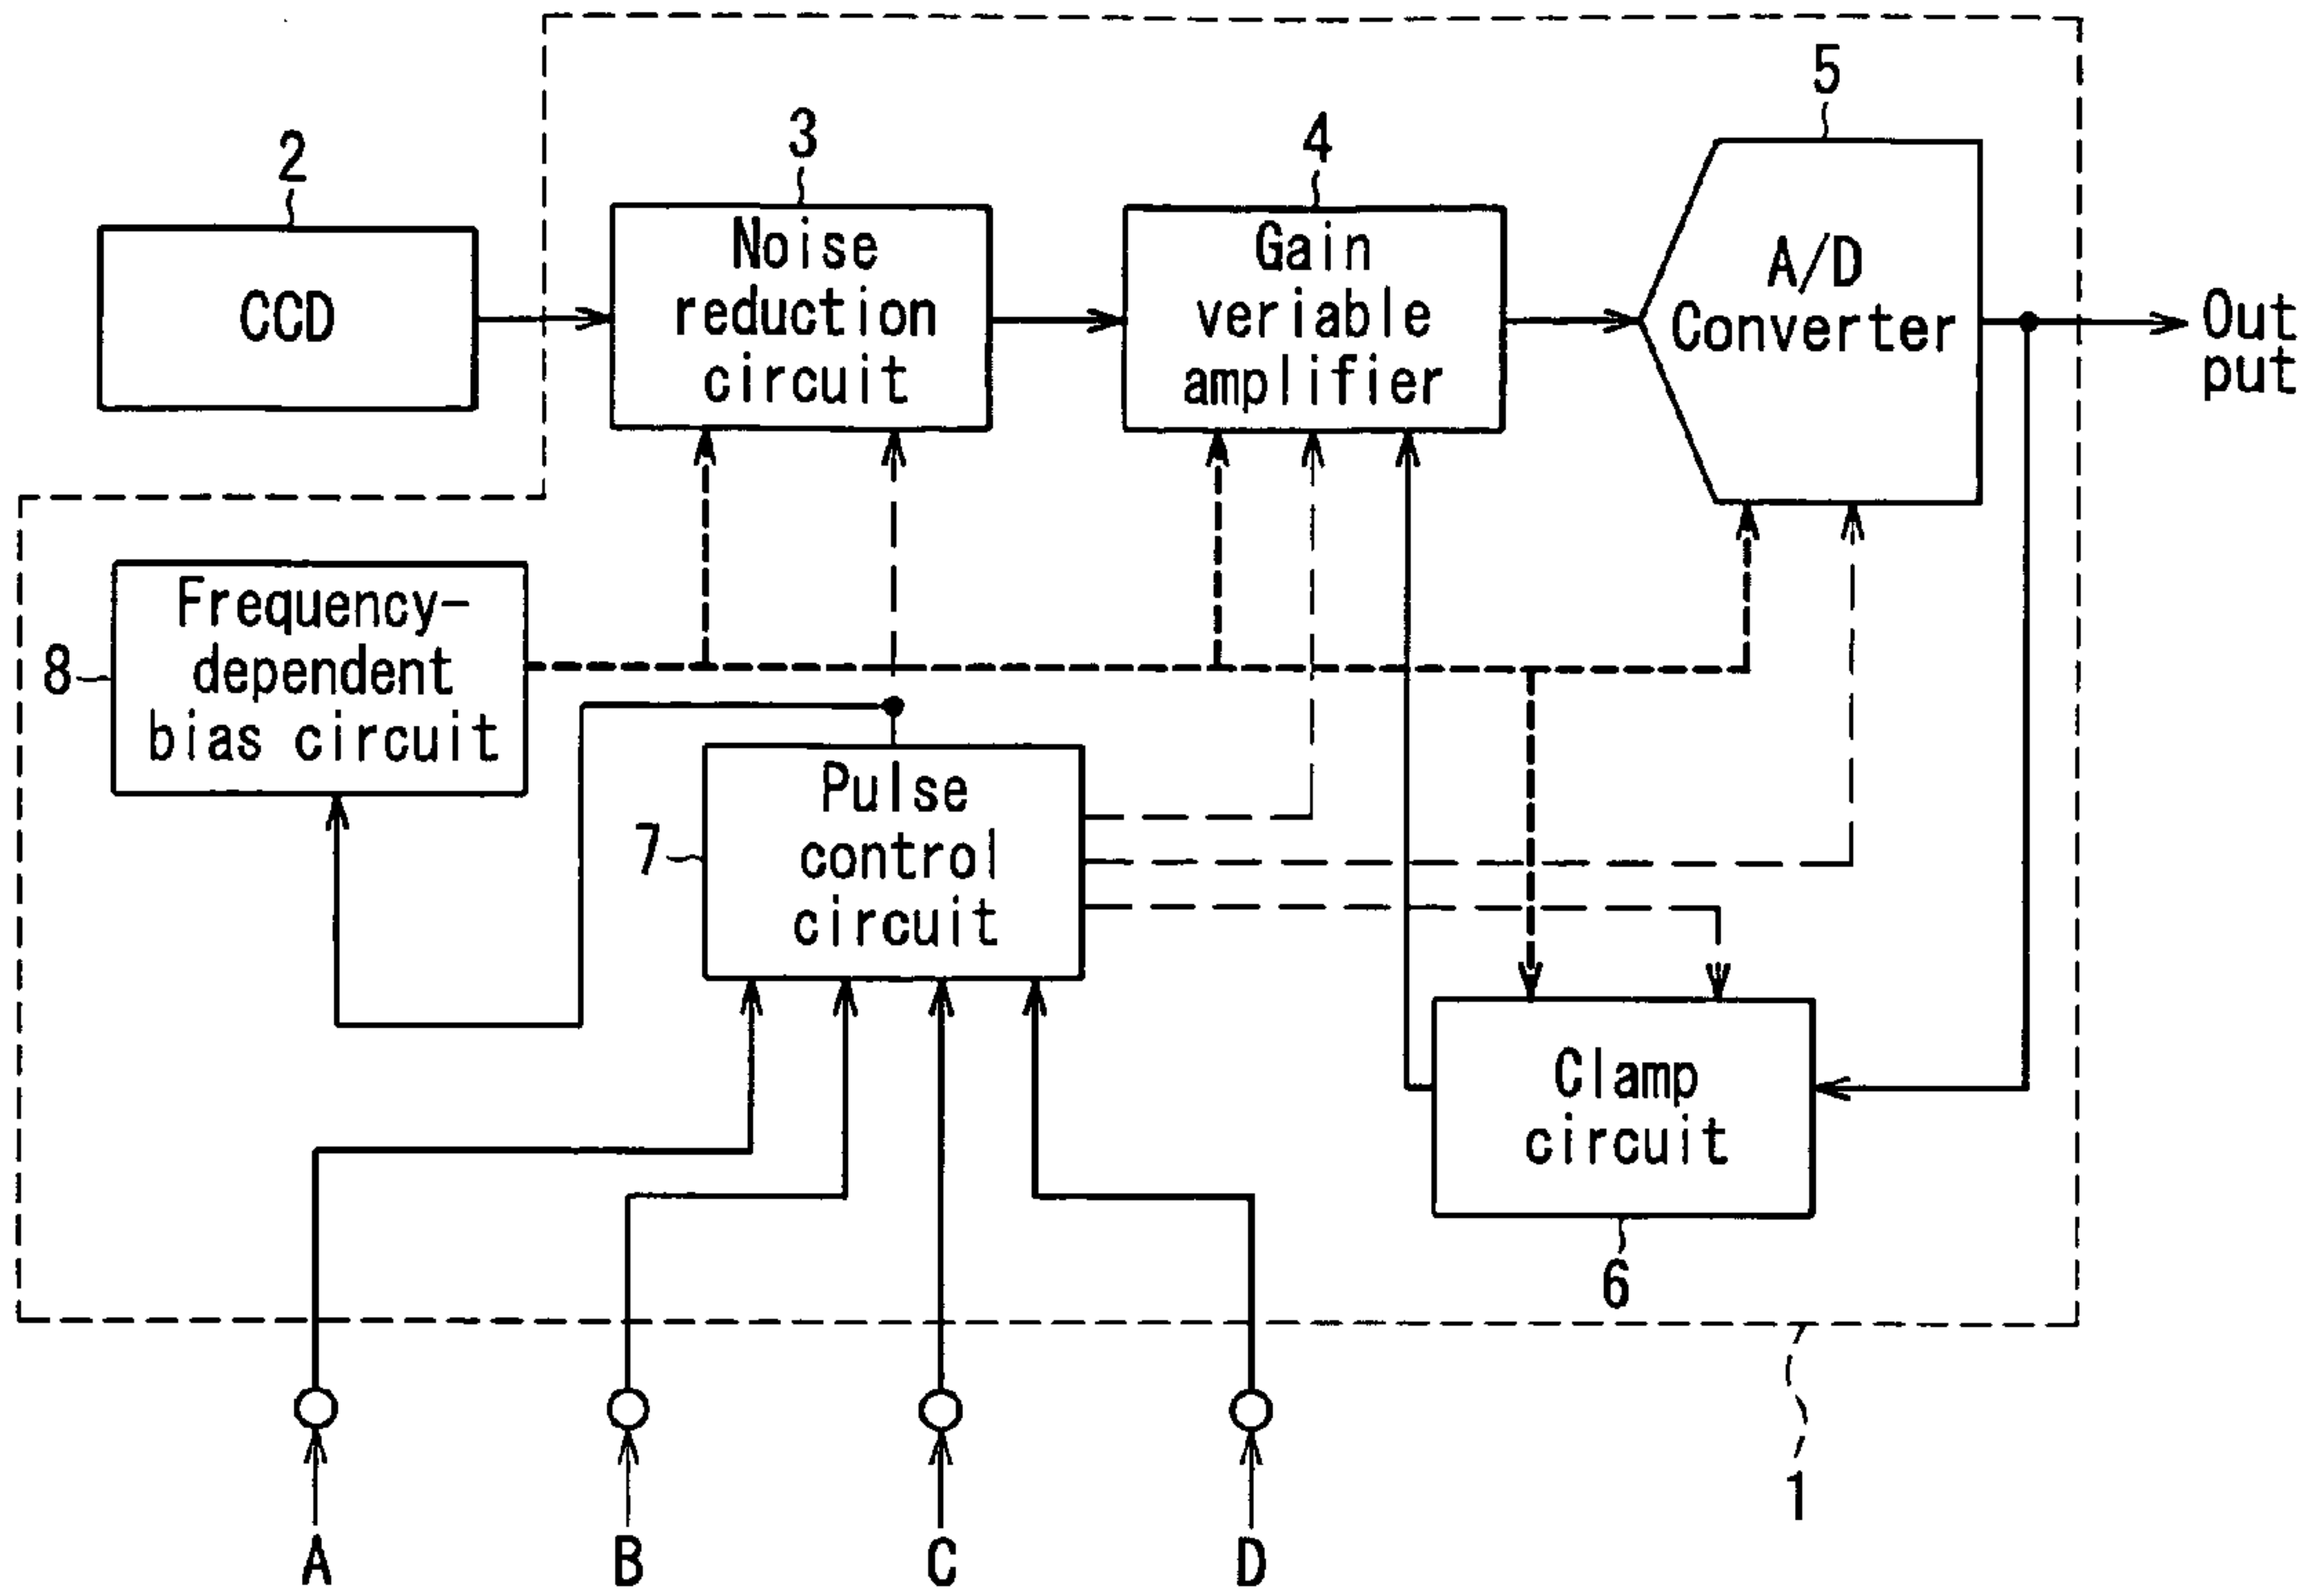 5
3
4
2
Noise
reduction
circuit
Gain
veriable
amplifier
A/D
Converter
CCD
Out
put
Frequency-
dependent
bias circuit
8
Pulse
control
circuit
7
Clamp
circuit
6
1
A
B
C
D